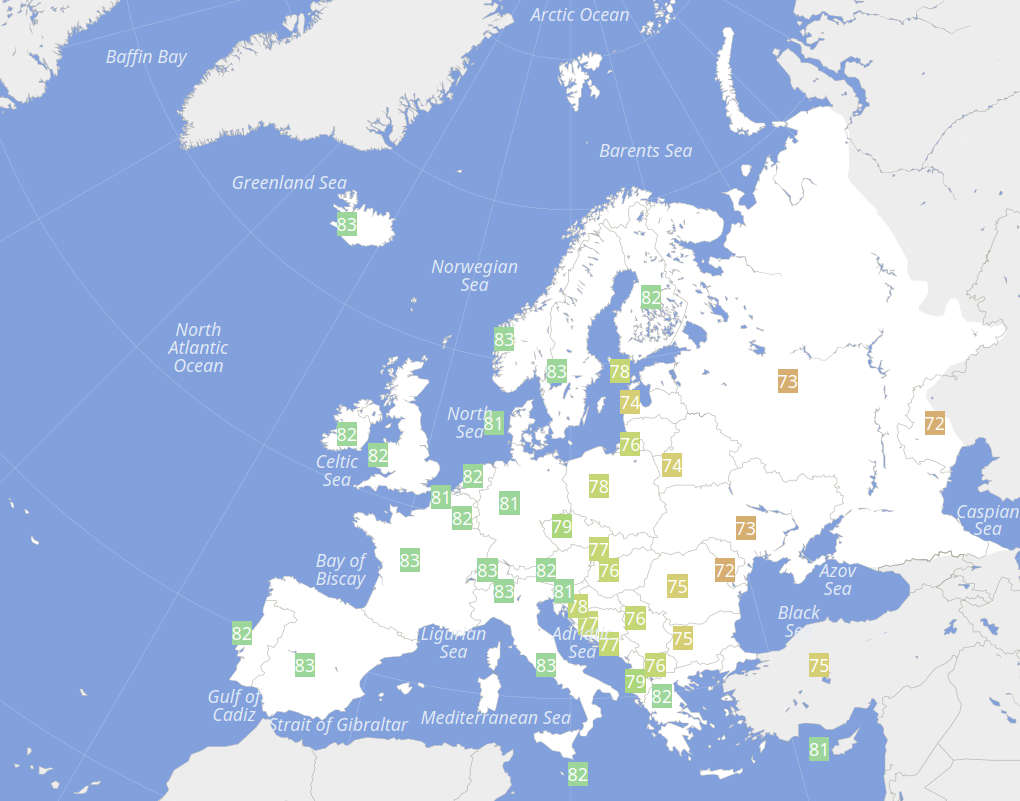 Arctic Ocean
Baffin Bay
Barents Sea
Greenland Sea
83
Norwegian
Sea
82
North
Atlantic
Ocean
83
83
78
73
74
North
Sea
81
72
82
76
82
Celtic
Sea
74
82
78
81
82
81
Caspian
Sea
82
79
73
77
Bay of
Biscay
83
83
82
76
72
Azov
Sea
83
81
75
78
Black
77
76
82
Ligurian
Sea
Sea
77
75
83
83
76
75
79
82
Gulf of
Cadiz
Strait of Gibraltar
Mediterranean Sea
81
82